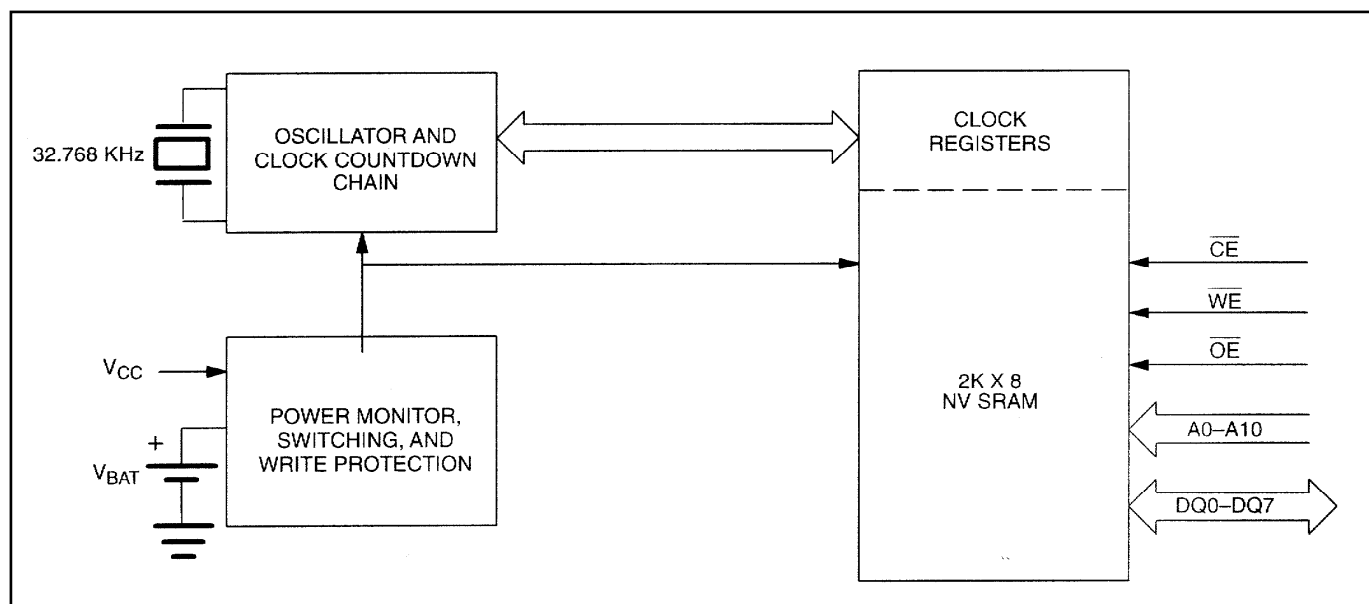 OSCILLATOR AND
CLOCK COUNTDOWN
CHAIN
32.768 KHz
CLOCK
REGISTERS
CE
WE
OE
A0–A10
DQ0–DQ7
2K X 8
NV SRAM
VCC
+
VBAT
POWER MONITOR,
SWITCHING, AND
WRITE PROTECTION